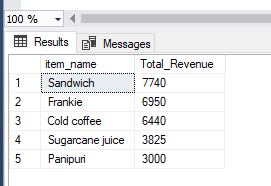 100 %
Results Messages
item_name Total_Revenue
1 Sandwich 7740
2 Frankie 6950
3 Cold coffee 6440
4 Sugarcane juice 3825
5 Panipuri 3000